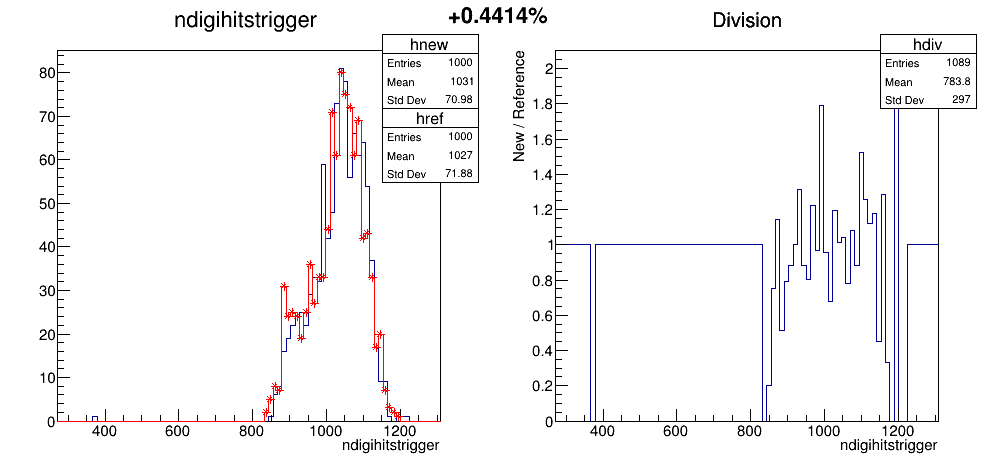 +0.4414%
ndigihitstrigger
hnew
Entries 1000
Mean 1031
Std Dev 70.98
href
Entries 1000
Mean 1027
Std Dev 71.88
80
70
60
50
40
30
20
10
0
400 600 800 1000 1200
ndigihitstrigger
Division
hdiv
Entries 1089
Mean 783.8
Std Dev 297
New / Reference
2
1.8
1.6
1.4
1.2
1
0.8
0.6
0.4
0.2
0
400 600 800 1000 1200
ndigihitstrigger